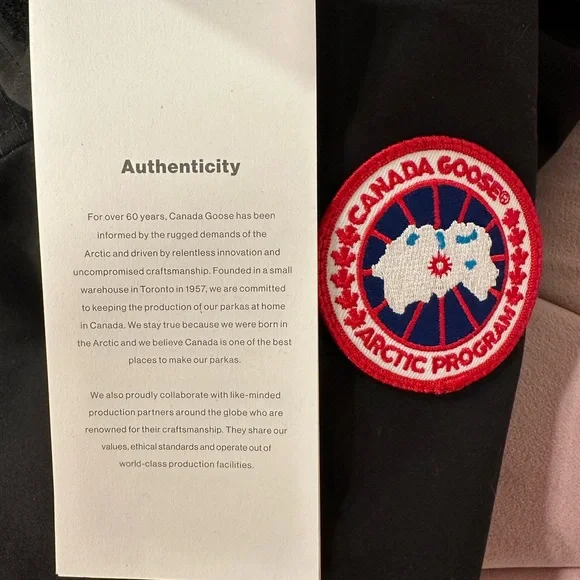 Authenticity
For over 60 years, Canada Goose has been
informed by the rugged demands of the
Arctic and driven by relentless innovation and
uncompromised craftsmanship. Founded in a small
warehouse in Toronto in 1957, we are committed
to keeping the production of our parkas at home
in Canada. We stay true because we were born in
the Arctic and we believe Canada is one of the best
places to make our parkas.
We also proudly collaborate with like-minded
production partners around the globe who are
renowned for their craftsmanship. They share our
values, ethical standards and operate out of
world-class production facilities.
CANADA GOOSE®
ARCTIC PROGRAM